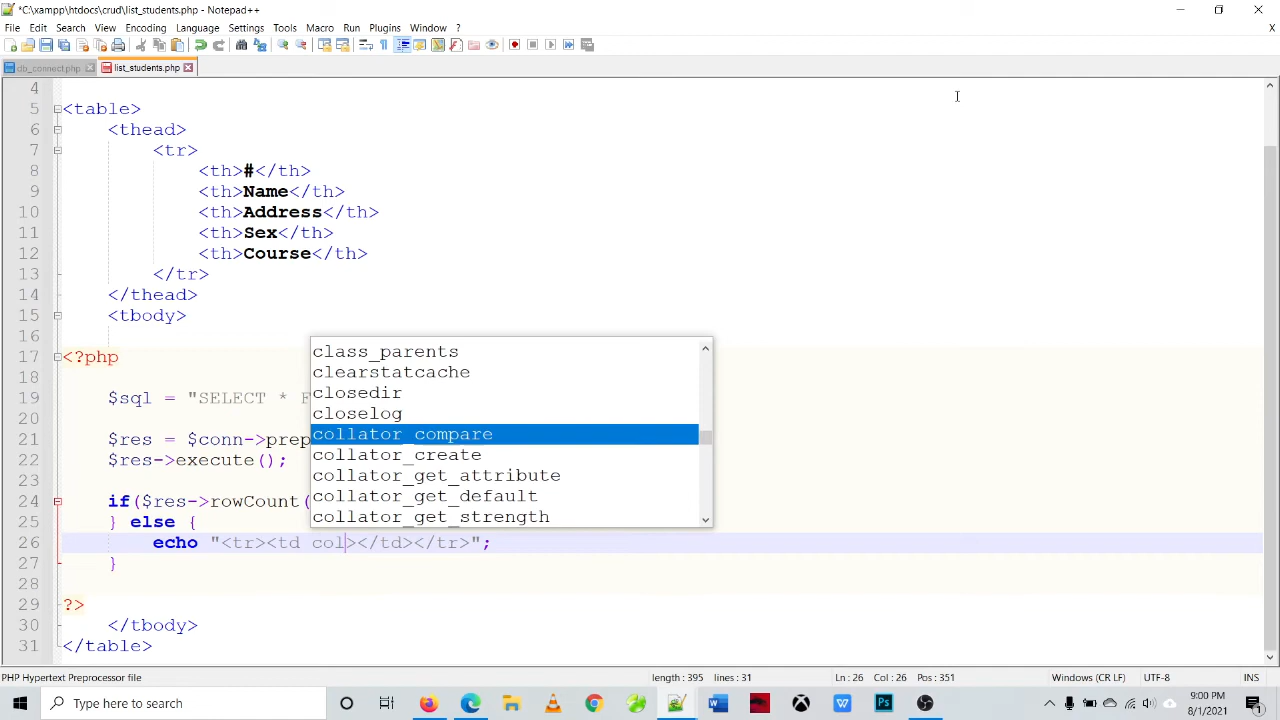 *C:\xampp\htdocs\crud\list_students.php - Notepad++
File Edit Search View Encoding Language Settings Tools Macro Run Plugins Window ?
X
db_connect.php list_students.php
4
5 <table>
6 <thead>
7 <tr>
8 <th>#</th>
9 <th>Name</th>
10 <th>Address</th>
11 <th>Sex</th>
12 <th>Course</th>
13 </tr>
14 </thead>
15 <tbody>
16
class_parents
17 <?php
18 clearstatcache
closedir
19 $sql = "SELECT * F
closelog
20
collator_compare
21 $res = $conn->prep
collator_create
22 $res->execute();
collator_get_attribute
23
collator_get_default
24 if($res->rowCount(
collator_get_strength
25 } else {
26 echo "<tr><td col></td></tr>";
27 }
28
29 ?>
30 </tbody>
31 </table>
PHP Hypertext Preprocessor file length: 395 lines: 31 Ln: 26 Col: 26 Pos: 351 Windows (CR LF) UTF-8 INS
Type here to search
9:00 PM
8/1/2021